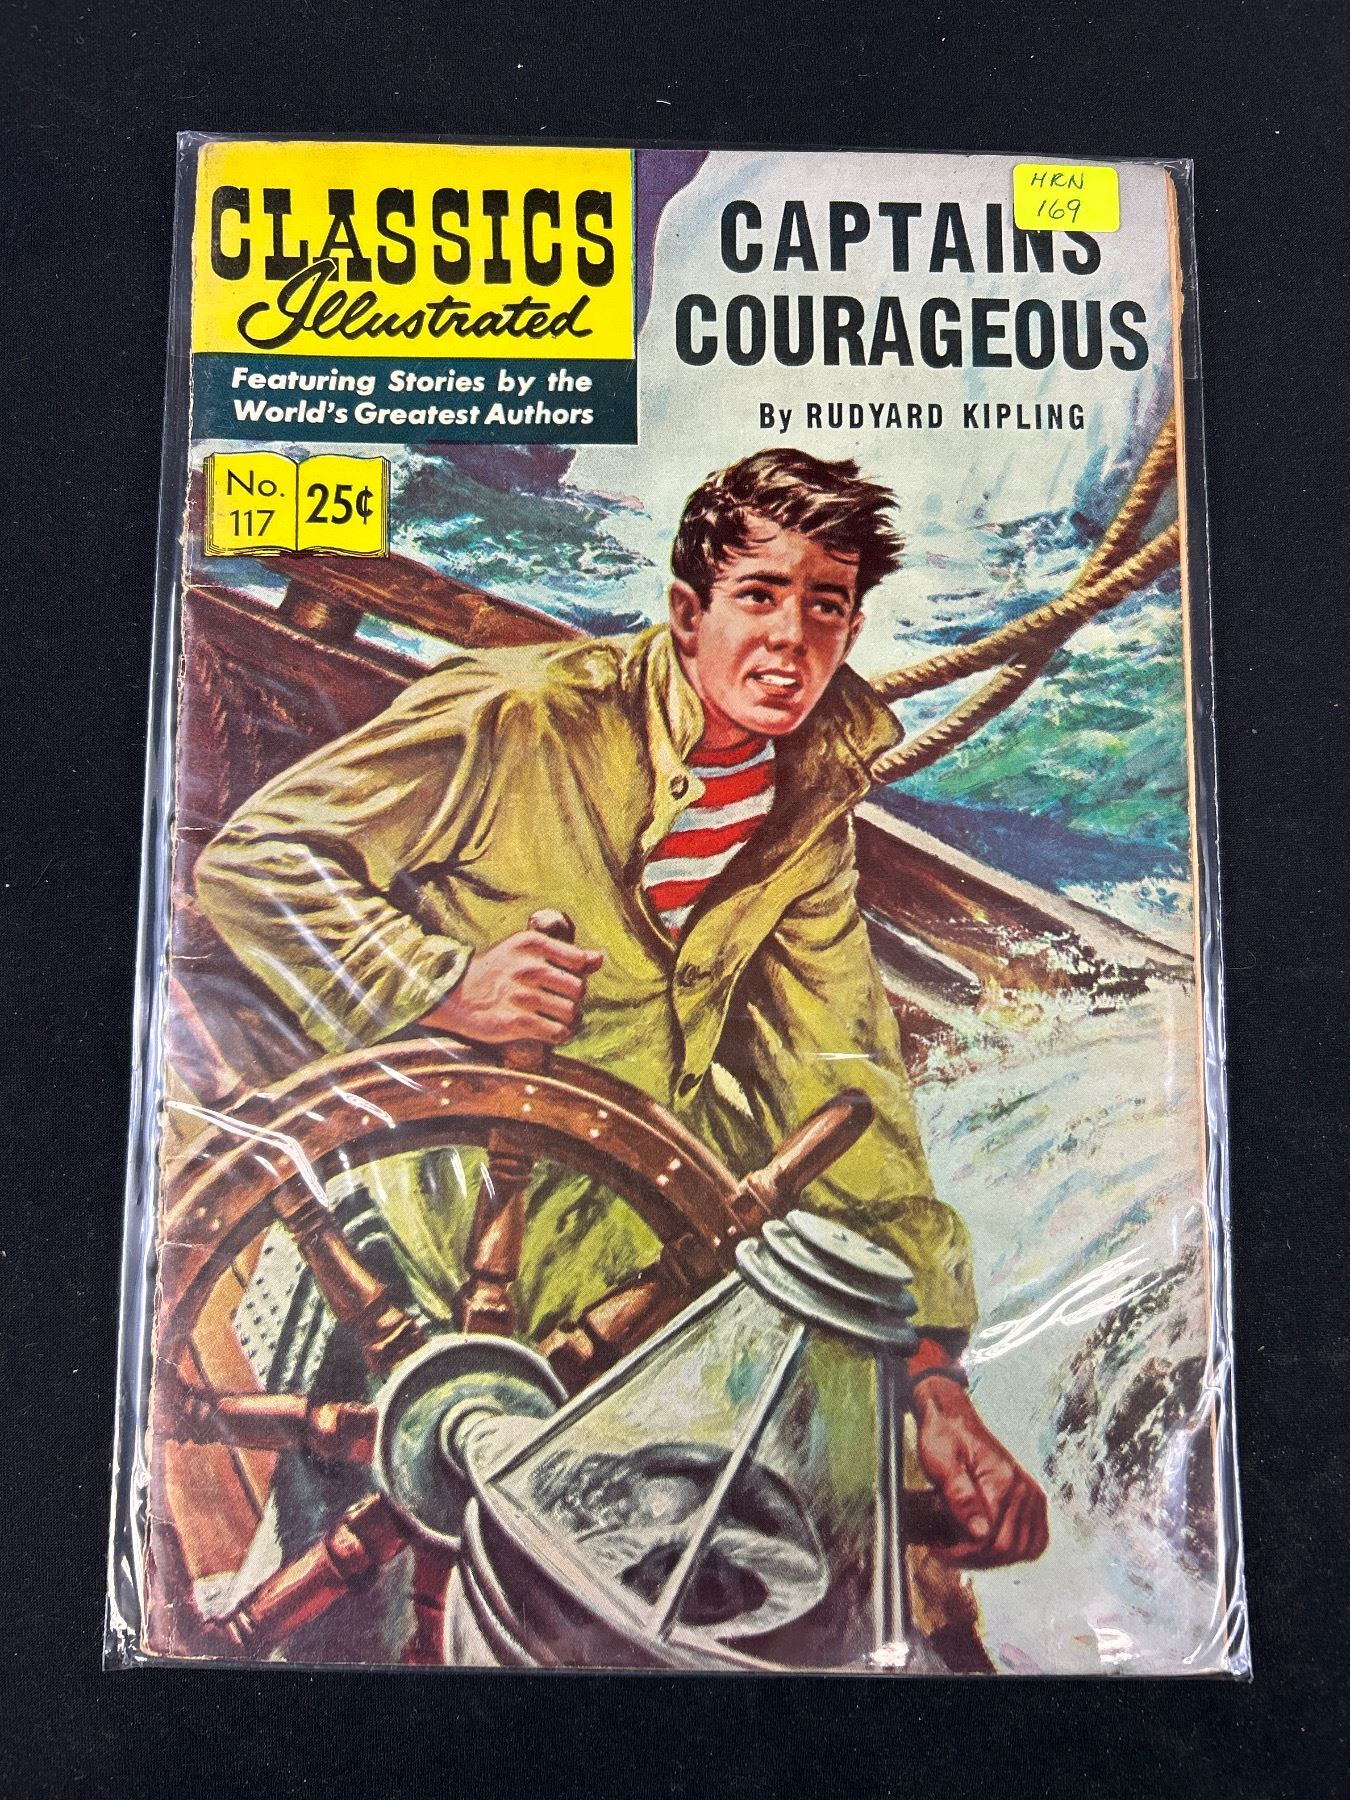 CLASSICS
Illustrated
Featuring Stories by the
World's Greatest Authors
No.
117
25¢
HRN
169
CAPTAINS
COURAGEOUS
By RUDYARD KIPLING